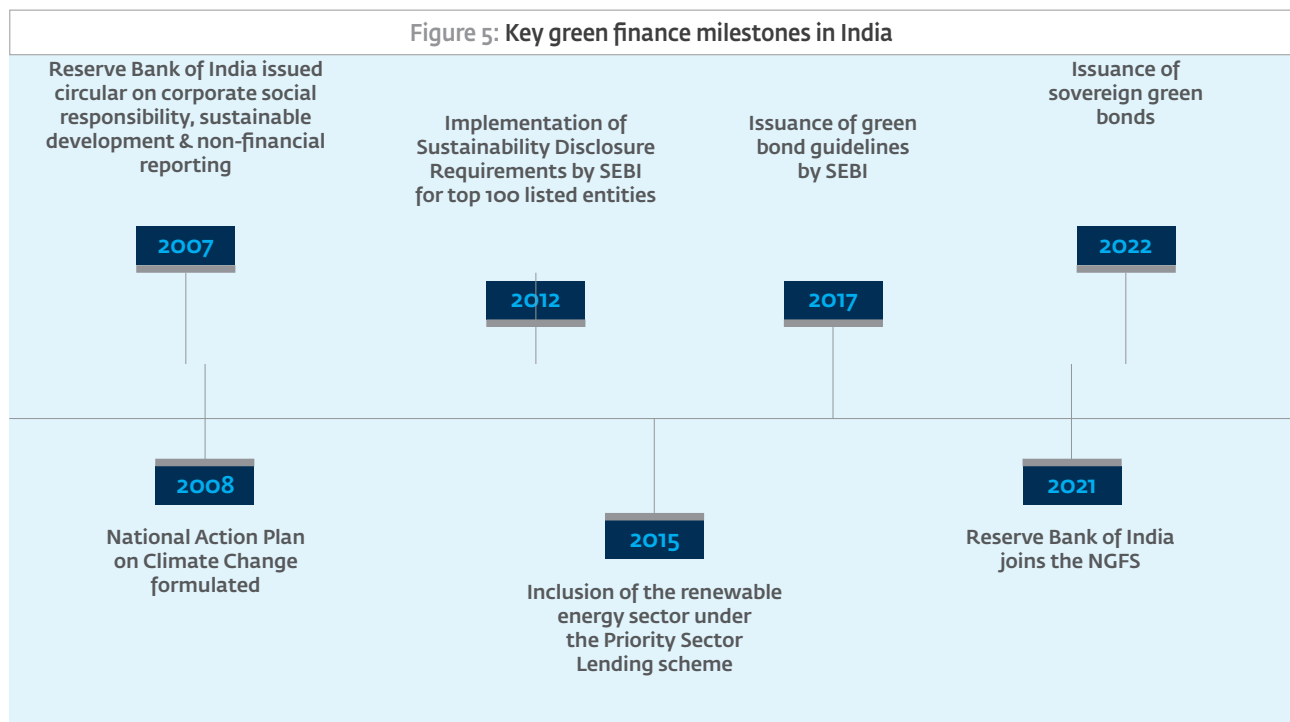 Figure 5: Key green finance milestones in India
Reserve Bank of India issued
circular on corporate social
responsibility, sustainable
development & non-financial
reporting
2007
Implementation of
Sustainability Disclosure
Requirements by SEBI
for top 100 listed entities
2012
Issuance of green
bond guidelines
by SEBI
2017
Issuance of
sovereign green
bonds
2022
2008
National Action Plan
on Climate Change
formulated
2015
Inclusion of the renewable
energy sector under
the Priority Sector
Lending scheme
2021
Reserve Bank of India
joins the NGFS